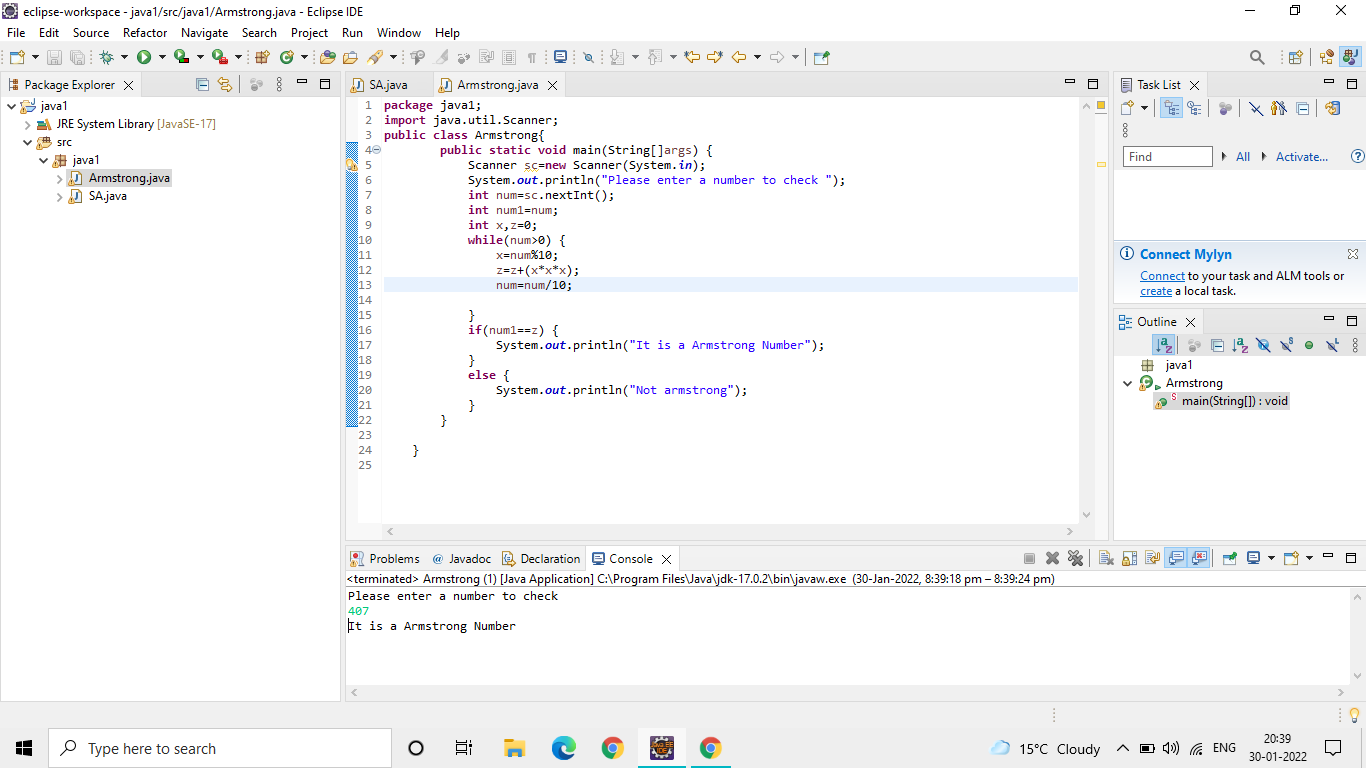 eclipse-workspace - java1/src/java1/Armstrong.java - Eclipse IDE
File Edit Source Refactor Navigate Search Project Run Window Help
Package Explorer
java1
JRE System Library [JavaSE-17]
src
java1
Armstrong.java
SA.java
SA.java Armstrong.java
1 package java1;
2 import java.util.Scanner;
3 public class Armstrong{
4 public static void main(String[]args) {
5 Scanner sc=new Scanner(System.in);
6 System.out.println("Please enter a number to check ");
7 int num=sc.nextInt();
8 int num1=num;
9 int x,z=0;
10 while(num>0) {
11 x=num%10;
12 z=z+(x*x*x);
13 num=num/10;
14
15 }
16 if(num1==z) {
17 System.out.println("It is a Armstrong Number");
18 }
19 else {
20 System.out.println("Not armstrong");
21 }
22 }
23
24 }
25
Task List
Find All Activate...
Connect Mylyn
Connect to your task and ALM tools or
create a local task.
Outline
java1
Armstrong
main(String[]) : void
Problems @ Javadoc Declaration Console
<terminated> Armstrong (1) [Java Application] C:\Program Files\Java\jdk-17.0.2\bin\javaw.exe (30-Jan-2022, 8:39:18 pm – 8:39:24 pm)
Please enter a number to check
407
It is a Armstrong Number
Type here to search
15°C Cloudy
ENG
20:39
30-01-2022